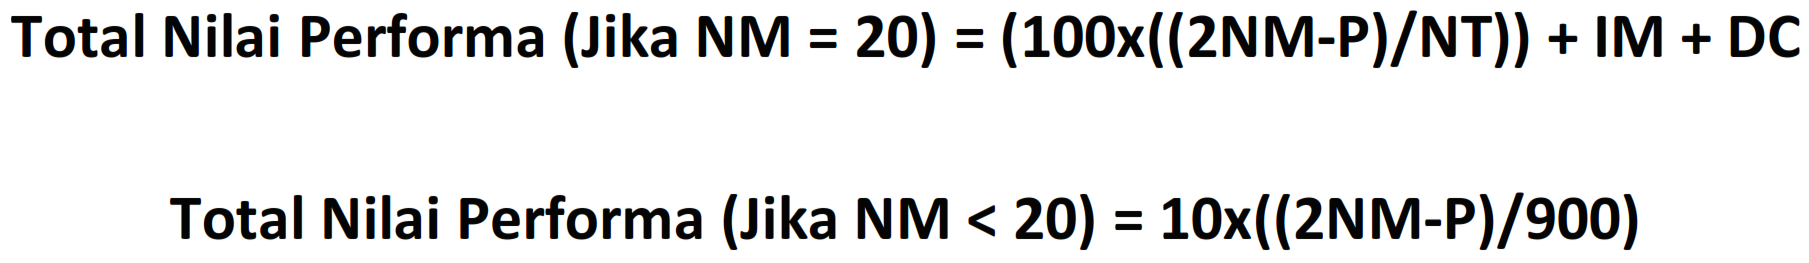 Total Nilai Performa (Jika NM = 20) = (100x((2NM-P)/NT)) + IM + DC
Total Nilai Performa (Jika NM < 20) = 10x((2NM-P)/900)